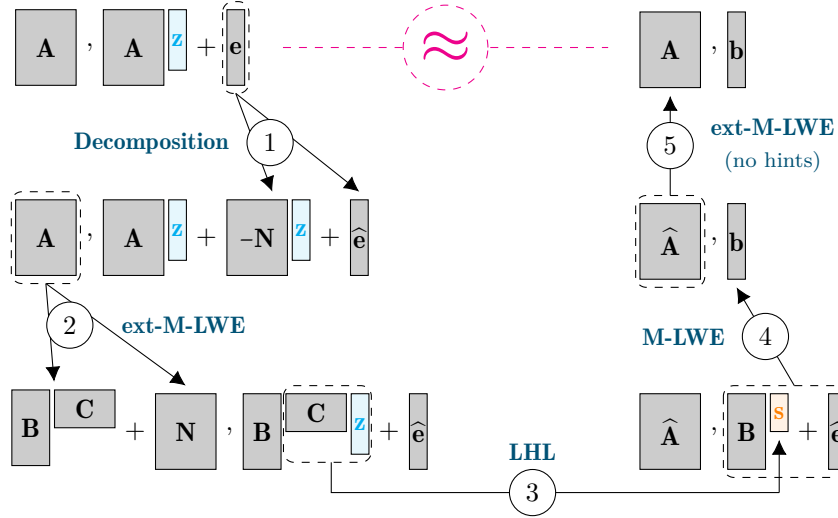 A , A z + e ≈ A , b
Decomposition 1
5 ext-M-LWE
(no hints)
A , A z + –N z + ê
Â , b
2 ext-M-LWE
M-LWE 4
B C + N , B C z + ê
Â , B s + ê
LHL
3